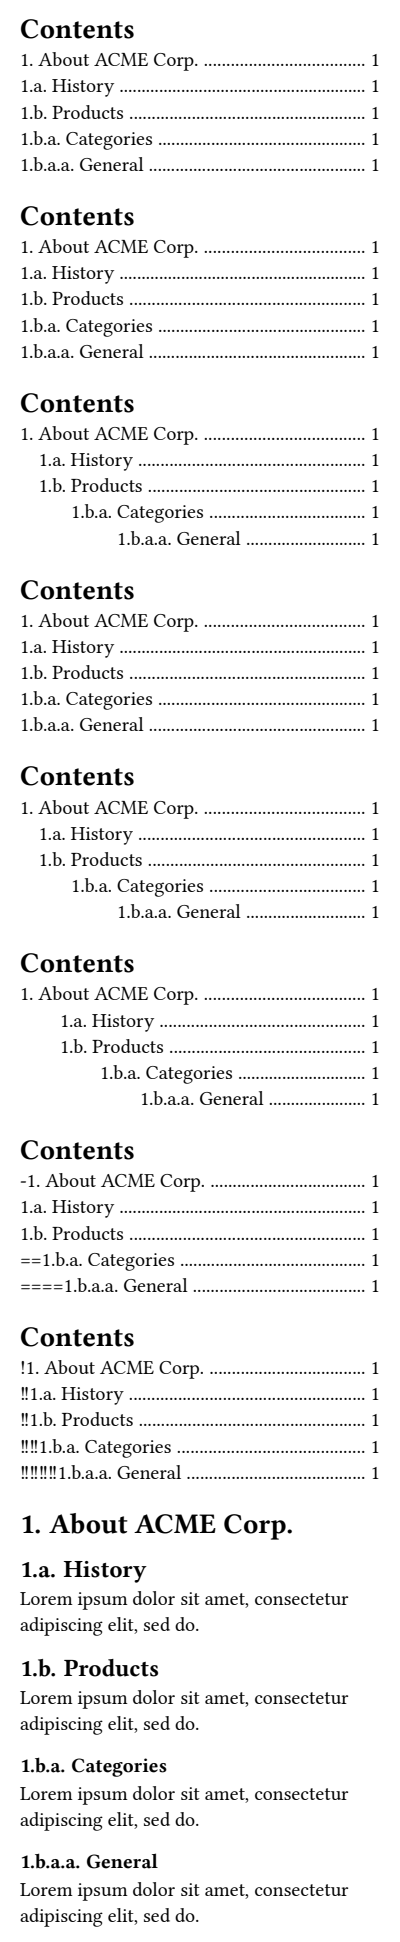 Contents
1. About ACME Corp. .................................... 1
1.a. History ...................................................... 1
1.b. Products .................................................... 1
1.b.a. Categories .............................................. 1
1.b.a.a. General ................................................ 1
Contents
1. About ACME Corp. .................................... 1
1.a. History ...................................................... 1
1.b. Products .................................................... 1
1.b.a. Categories .............................................. 1
1.b.a.a. General ................................................ 1
Contents
1. About ACME Corp. .................................... 1
1.a. History .................................................. 1
1.b. Products ................................................ 1
1.b.a. Categories ................................... 1
1.b.a.a. General .......................... 1
Contents
1. About ACME Corp. .................................... 1
1.a. History ...................................................... 1
1.b. Products .................................................... 1
1.b.a. Categories .............................................. 1
1.b.a.a. General ................................................ 1
Contents
1. About ACME Corp. .................................... 1
1.a. History .................................................. 1
1.b. Products ................................................ 1
1.b.a. Categories ................................... 1
1.b.a.a. General .......................... 1
Contents
1. About ACME Corp. .................................... 1
1.a. History .............................................. 1
1.b. Products ............................................ 1
1.b.a. Categories ............................ 1
1.b.a.a. General ..................... 1
Contents
-1. About ACME Corp. .................................. 1
1.a. History ...................................................... 1
1.b. Products .................................................... 1
==1.b.a. Categories ......................................... 1
====1.b.a.a. General ...................................... 1
Contents
!1. About ACME Corp. ................................... 1
!!1.a. History .................................................... 1
!!1.b. Products .................................................. 1
!!!!1.b.a. Categories .......................................... 1
!!!!!!!!1.b.a.a. General ........................................ 1
1. About ACME Corp.
1.a. History
Lorem ipsum dolor sit amet, consectetur
adipiscing elit, sed do.
1.b. Products
Lorem ipsum dolor sit amet, consectetur
adipiscing elit, sed do.
1.b.a. Categories
Lorem ipsum dolor sit amet, consectetur
adipiscing elit, sed do.
1.b.a.a. General
Lorem ipsum dolor sit amet, consectetur
adipiscing elit, sed do.